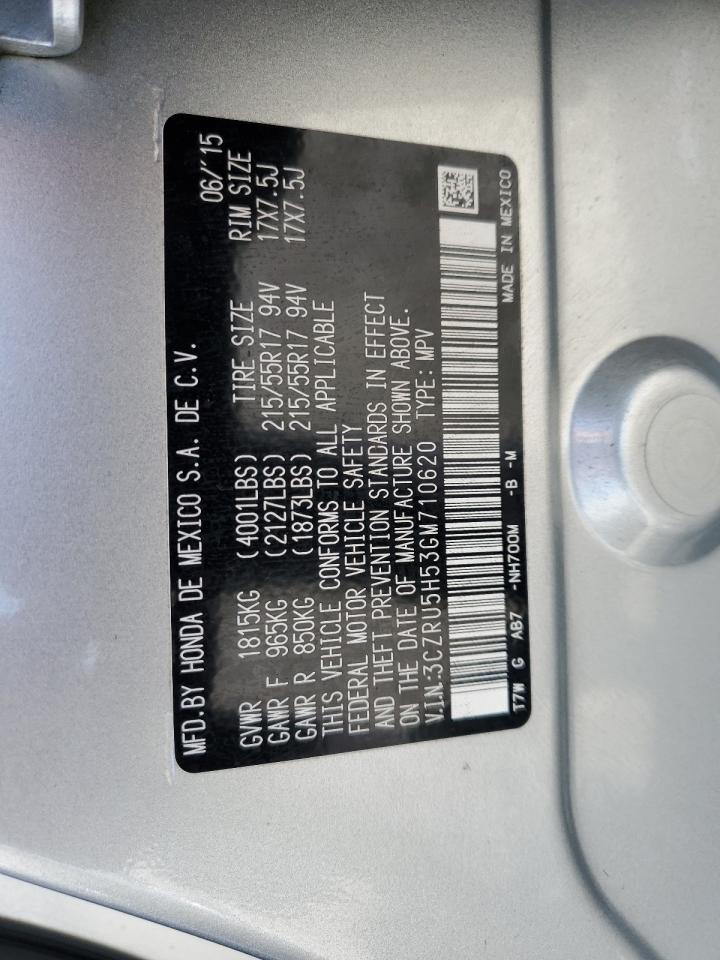 MFD.BY HONDA DE MEXICO S.A. DE C.V. 06/'15
GVWR 1815KG (4001LBS) TIRE-SIZE RIM SIZE
GAWR F 965KG (2127LBS) 215/55R17 94V 17X7.5J
GAWR R 850KG (1873LBS) 215/55R17 94V 17X7.5J
THIS VEHICLE CONFORMS TO ALL APPLICABLE
FEDERAL MOTOR VEHICLE SAFETY
AND THEFT PREVENTION STANDARDS IN EFFECT
ON THE DATE OF MANUFACTURE SHOWN ABOVE.
V.I.N:3CZRU5H53GM710620 TYPE: MPV
T7W G AB7 -NH700M -B -M MADE IN MEXICO